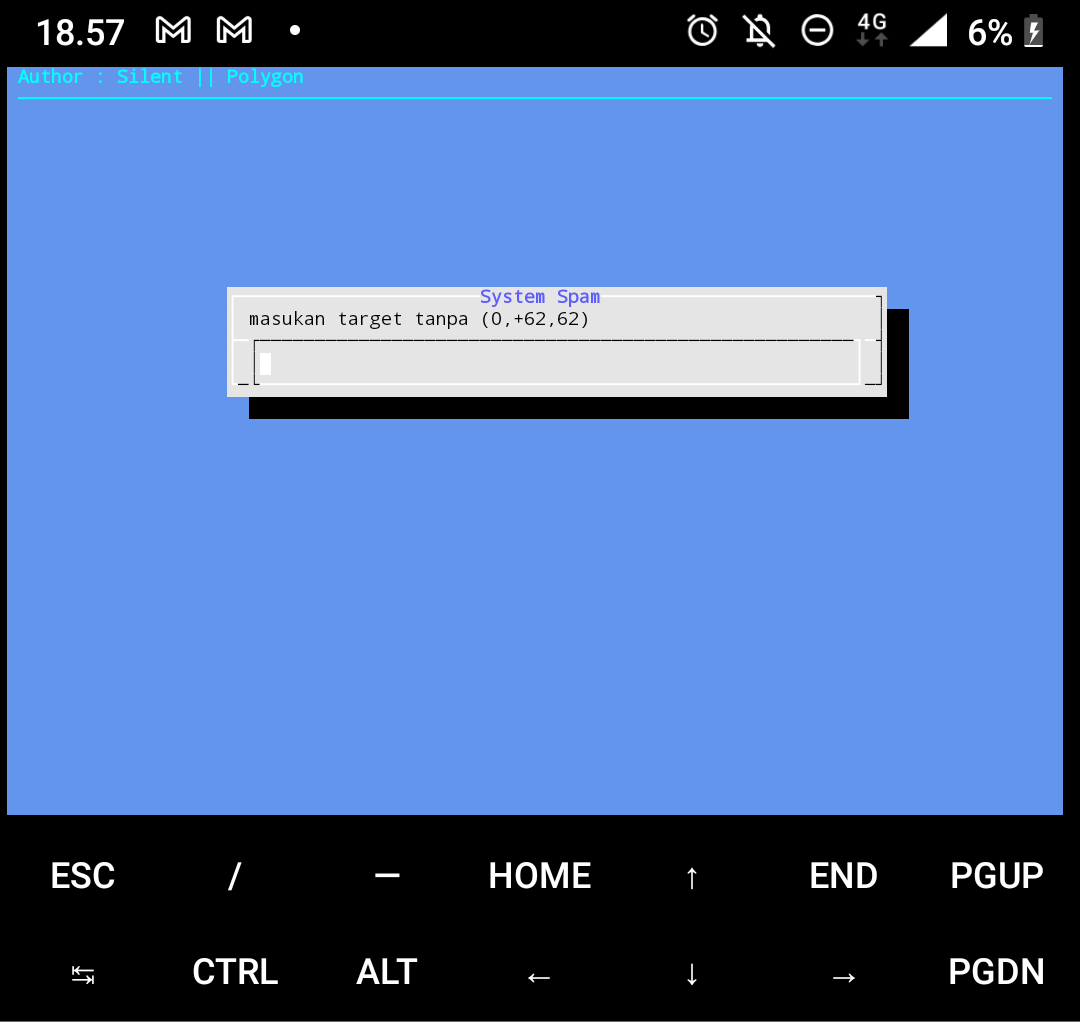 18.57 4G 6%
Author : Silent || Polygon
System Spam
masukan target tanpa (0,+62,62)
ESC / — HOME ↑ END PGUP
↹ CTRL ALT ← ↓ → PGDN